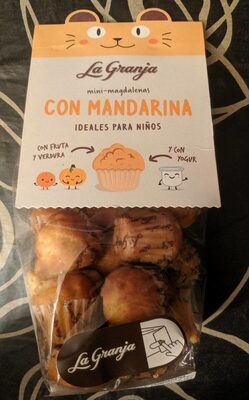 La Granja
mini-magdalenas
CON MANDARINA
IDEALES PARA NIÑOS
CON FRUTA
Y VERDURA
Y CON
YOGUR
La Granja